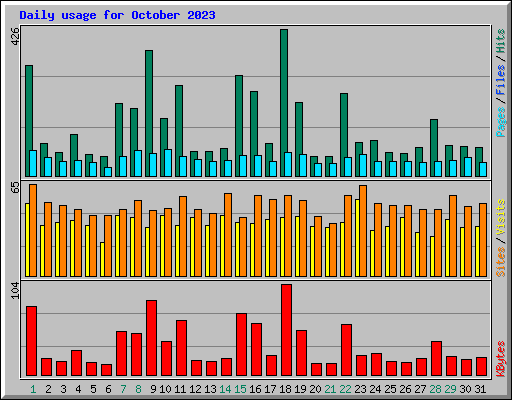 Daily usage for October 2023
426
Pages / Files / Hits
65
Sites / Visits
104
KBytes
1 2 3 4 5 6 7 8 9 10 11 12 13 14 15 16 17 18 19 20 21 22 23 24 25 26 27 28 29 30 31